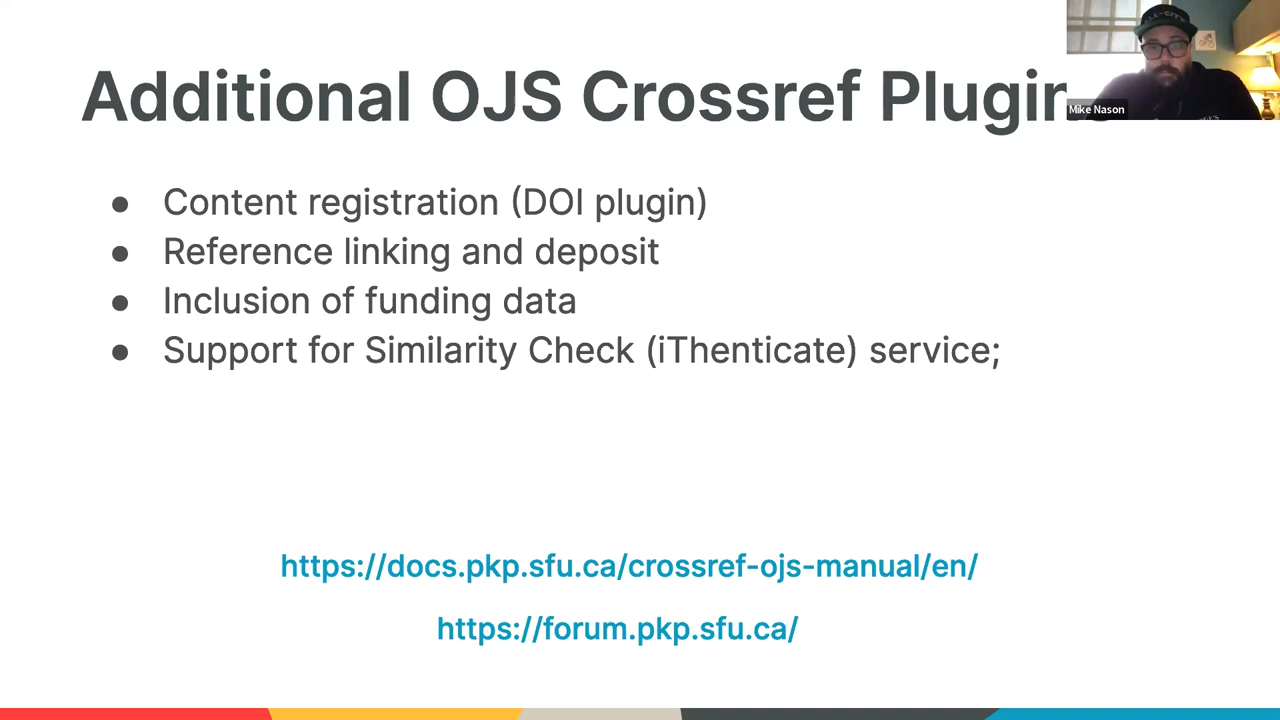 Additional OJS Crossref Plugin
Mike Nason
● Content registration (DOI plugin)
● Reference linking and deposit
● Inclusion of funding data
● Support for Similarity Check (iThenticate) service;
https://docs.pkp.sfu.ca/crossref-ojs-manual/en/
https://forum.pkp.sfu.ca/